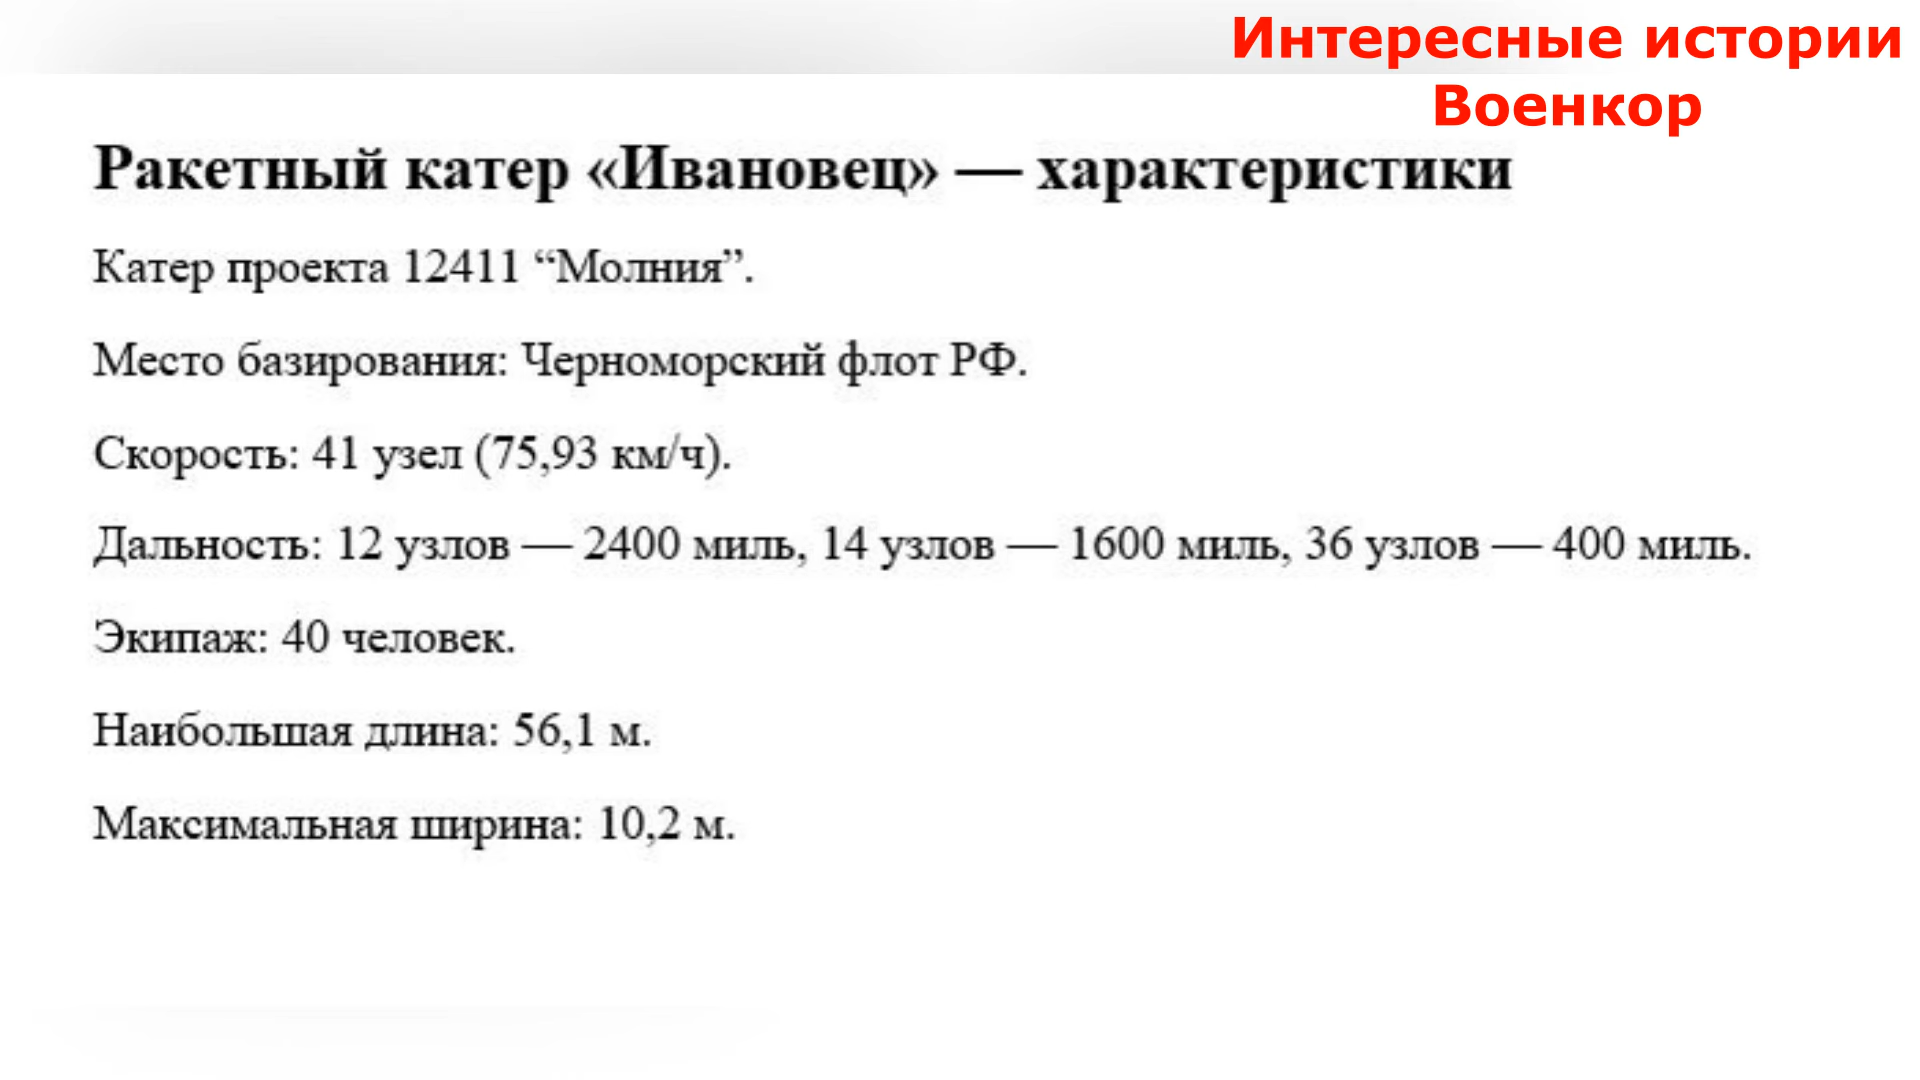 Интересные истории
Военкор
Ракетный катер «Ивановец» — характеристики
Катер проекта 12411 “Молния”.
Место базирования: Черноморский флот РФ.
Скорость: 41 узел (75,93 км/ч).
Дальность: 12 узлов — 2400 миль, 14 узлов — 1600 миль, 36 узлов — 400 миль.
Экипаж: 40 человек.
Наибольшая длина: 56,1 м.
Максимальная ширина: 10,2 м.